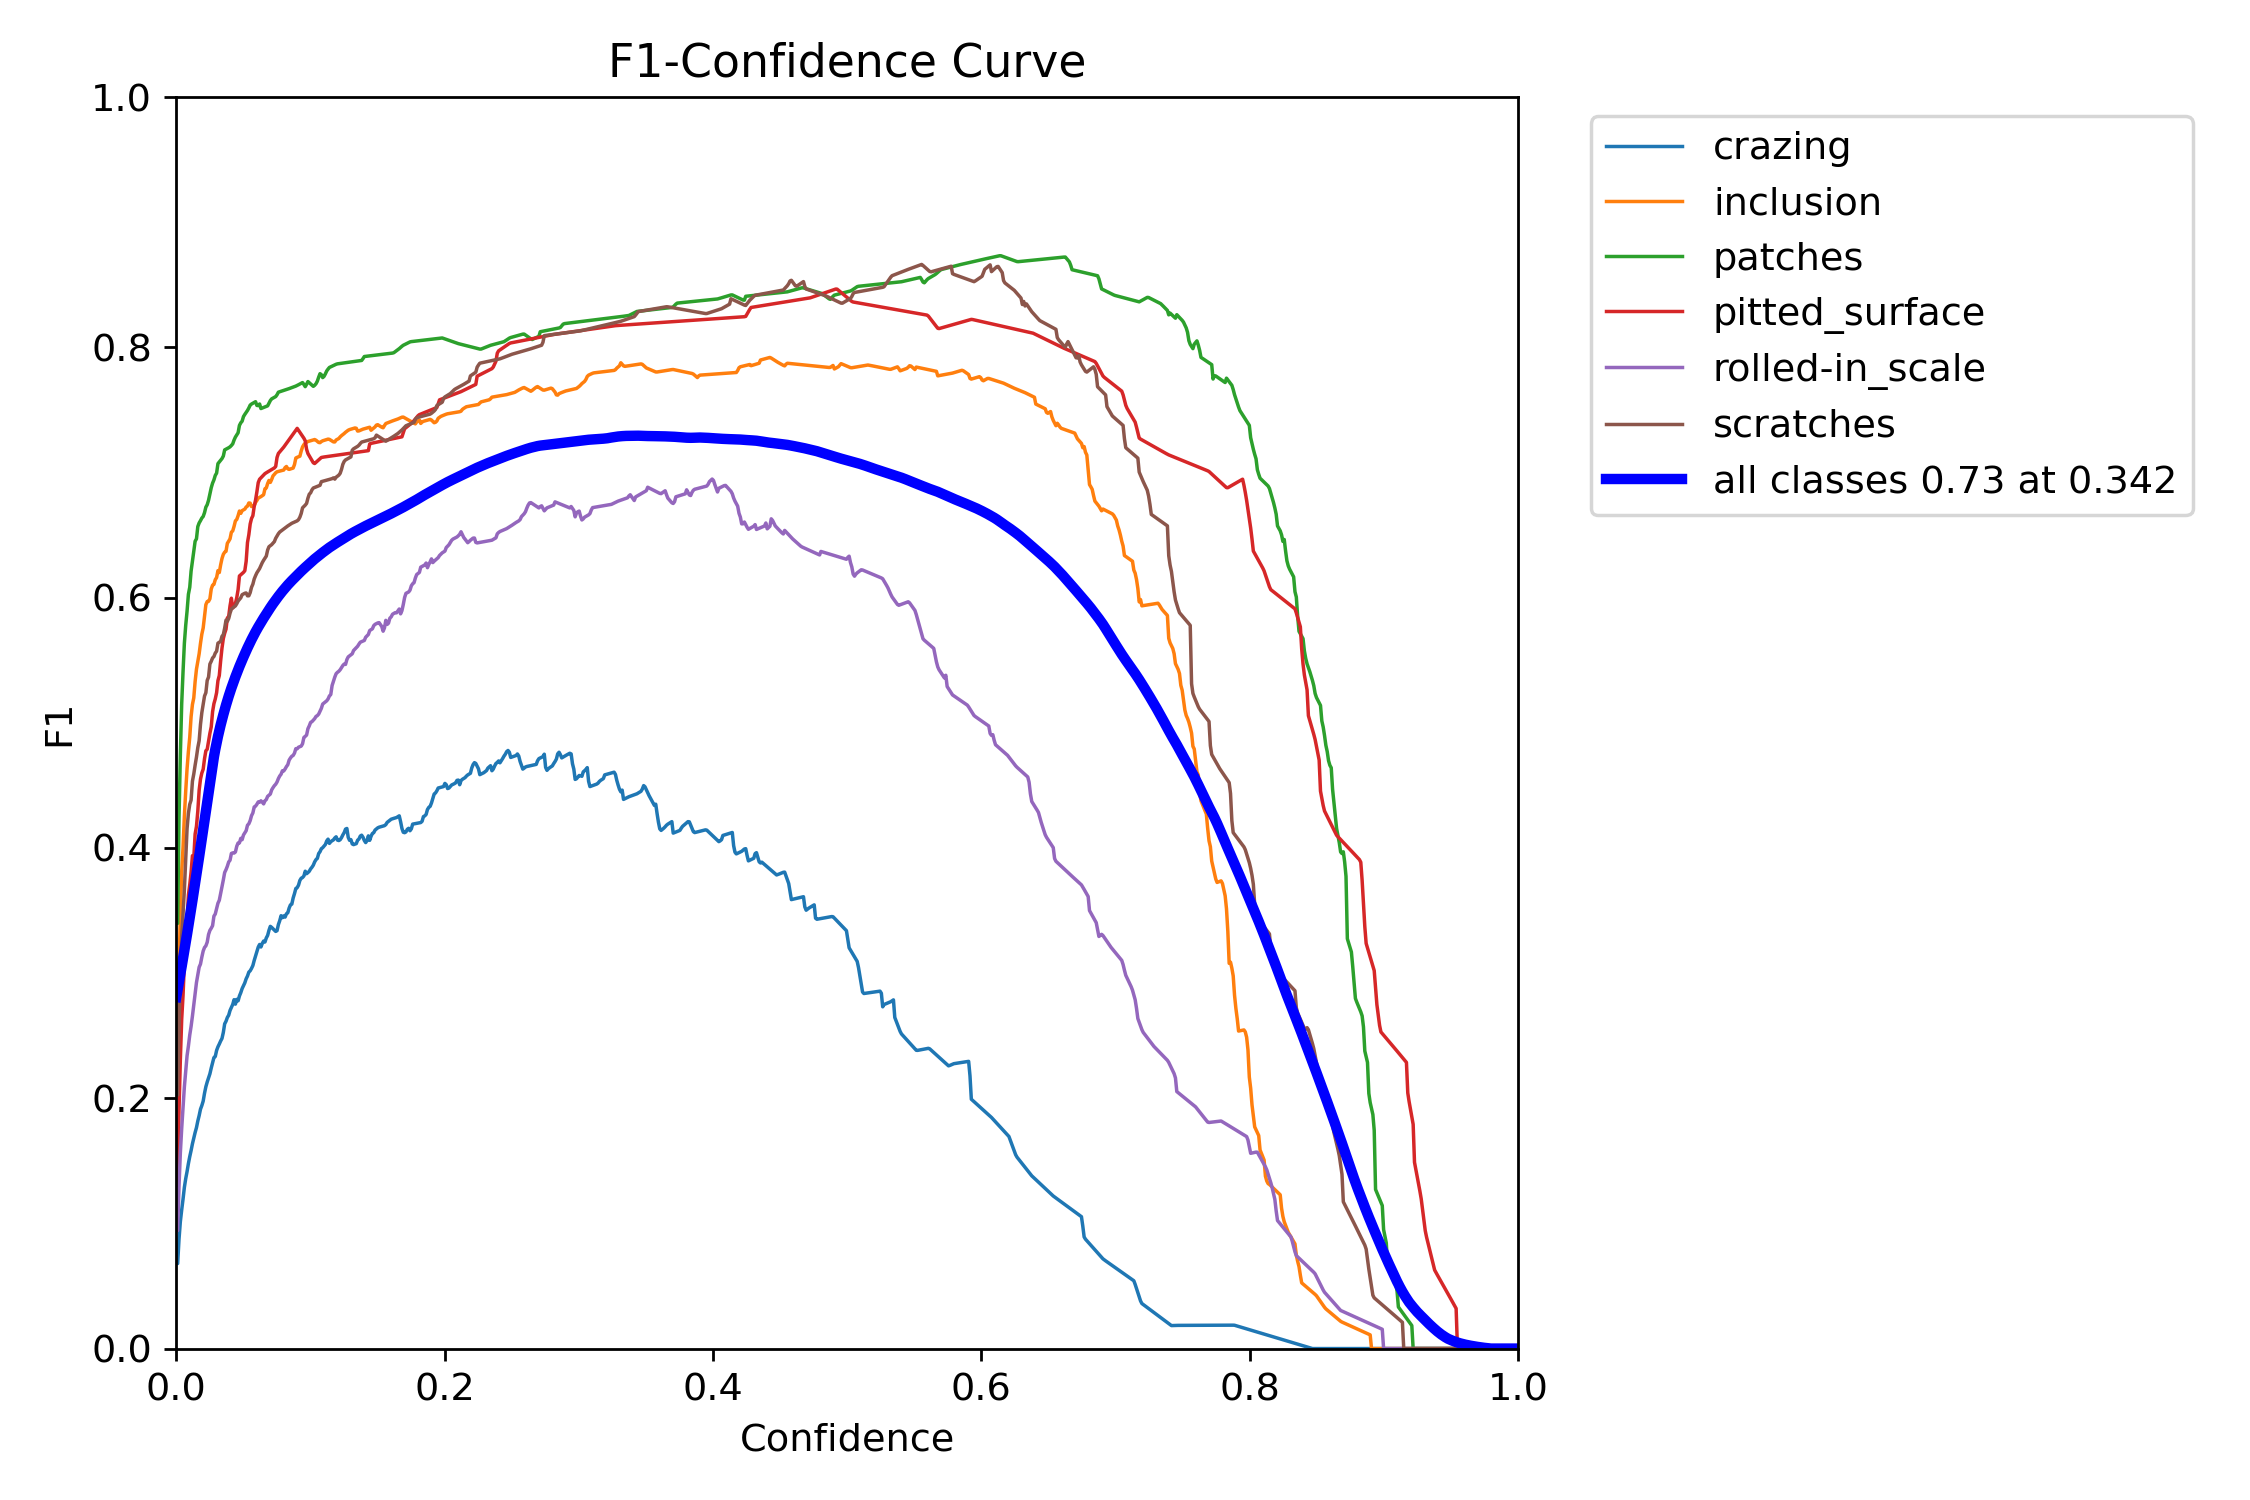 F1-Confidence Curve
1.0
0.8
0.6
0.4
0.2
0.0
F1
0.0 0.2 0.4 0.6 0.8 1.0
Confidence
crazing
inclusion
patches
pitted_surface
rolled-in_scale
scratches
all classes 0.73 at 0.342